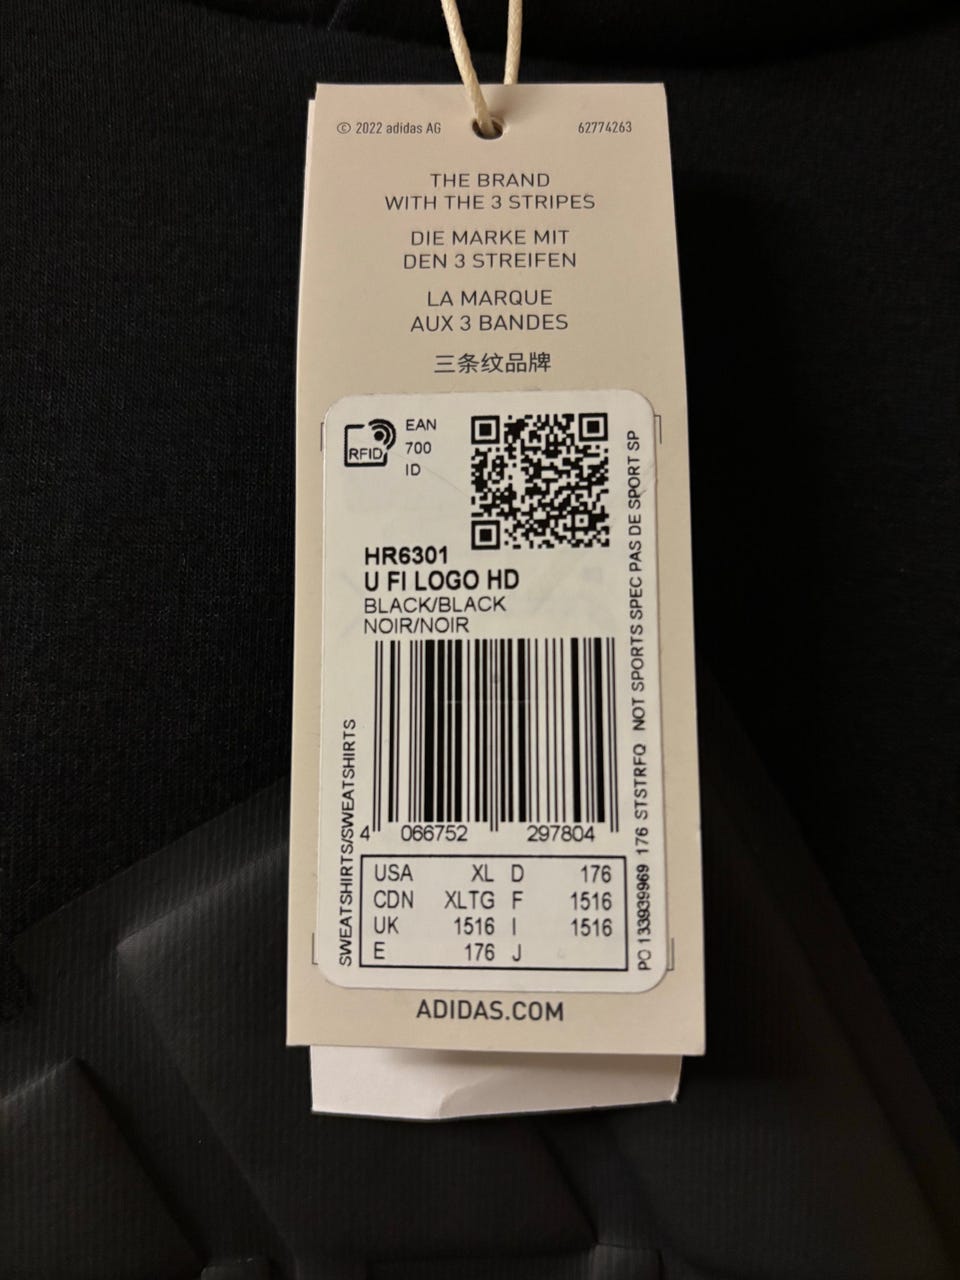 © 2022 adidas AG
62774263
THE BRAND
WITH THE 3 STRIPES
DIE MARKE MIT
DEN 3 STREIFEN
LA MARQUE
AUX 3 BANDES
三条纹品牌
RFID
EAN
700
ID
HR6301
U FI LOGO HD
BLACK/BLACK
NOIR/NOIR
4 066752 297804
SWEATSHIRTS/SWEATSHIRTS
PO 133939969 176 STSTRFQ NOT SPORTS SPEC PAS DE SPORT SP
USA XL D 176
CDN XLTG F 1516
UK 1516 I 1516
E 176 J
ADIDAS.COM